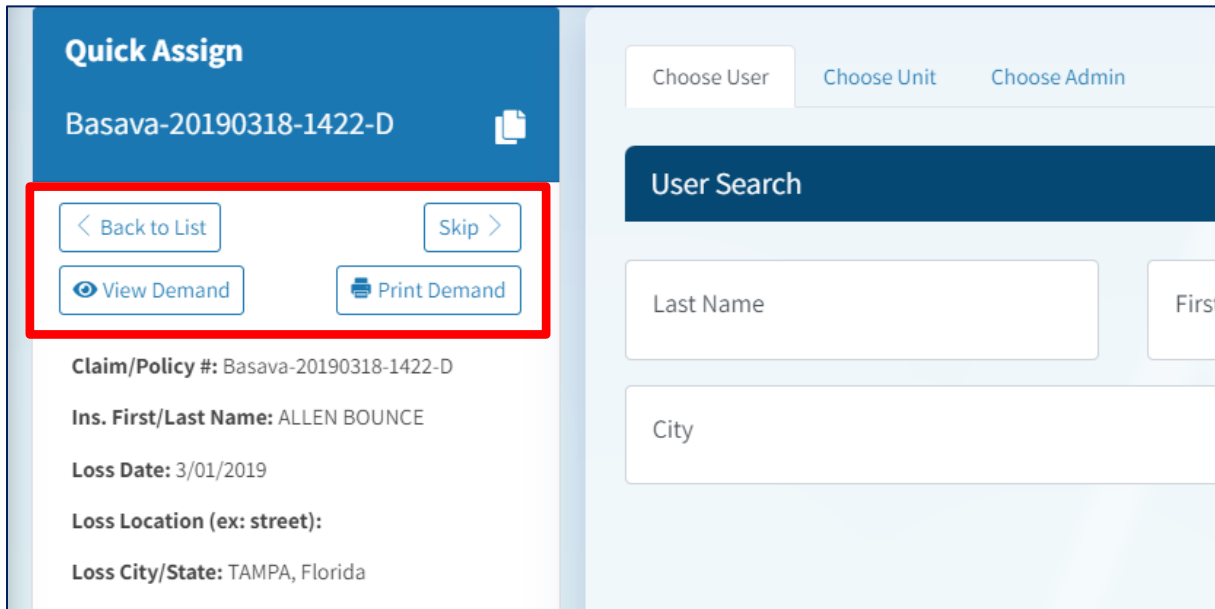 Quick Assign
Basava-20190318-1422-D
Back to List
Skip
View Demand
Print Demand
Claim/Policy #: Basava-20190318-1422-D
Ins. First/Last Name: ALLEN BOUNCE
Loss Date: 3/01/2019
Loss Location (ex: street):
Loss City/State: TAMPA, Florida
Choose User
Choose Unit
Choose Admin
User Search
Last Name
Firs
City